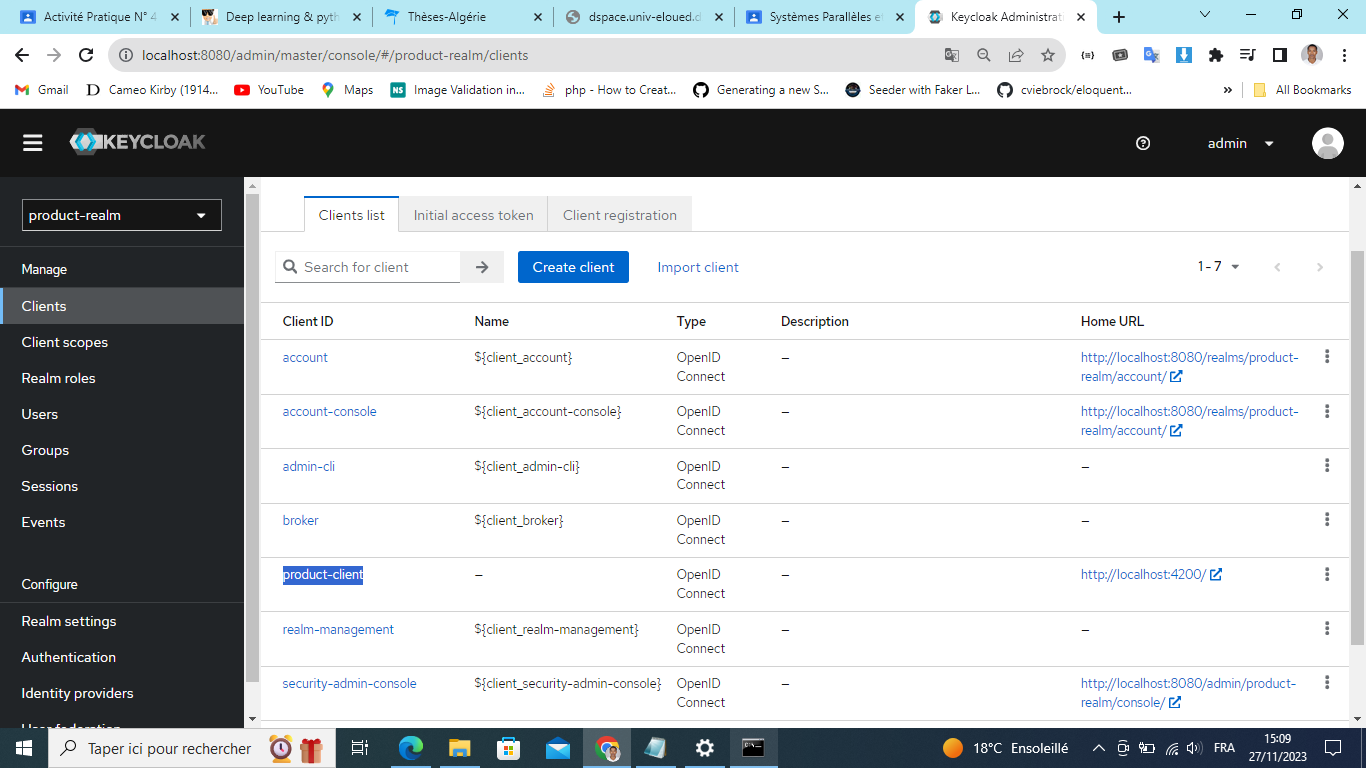 Activité Pratique N° 4
Deep learning & pyth
Thèses-Algérie
dspace.univ-eloued.d
Systèmes Parallèles et
Keycloak Administrat
localhost:8080/admin/master/console/#/product-realm/clients
Gmail
Cameo Kirby (1914...
YouTube
Maps
Image Validation in...
php - How to Creat...
Generating a new S...
Seeder with Faker L...
cviebrock/eloquent...
»
All Bookmarks
KEYCLOAK
admin
product-realm
Manage
Clients
Client scopes
Realm roles
Users
Groups
Sessions
Events
Configure
Realm settings
Authentication
Identity providers
User federation
Clients list
Initial access token
Client registration
Search for client
Create client
Import client
1 - 7
Client ID Name Type Description Home URL
account ${client_account} OpenID Connect – http://localhost:8080/realms/product-
realm/account/
account-console ${client_account-console} OpenID Connect – http://localhost:8080/realms/product-
realm/account/
admin-cli ${client_admin-cli} OpenID Connect – –
broker ${client_broker} OpenID Connect – –
product-client – OpenID Connect – http://localhost:4200/
realm-management ${client_realm-management} OpenID Connect – –
security-admin-console ${client_security-admin-console} OpenID Connect – http://localhost:8080/admin/product-
realm/console/
Taper ici pour rechercher
18°C Ensoleillé
FRA
15:09
27/11/2023